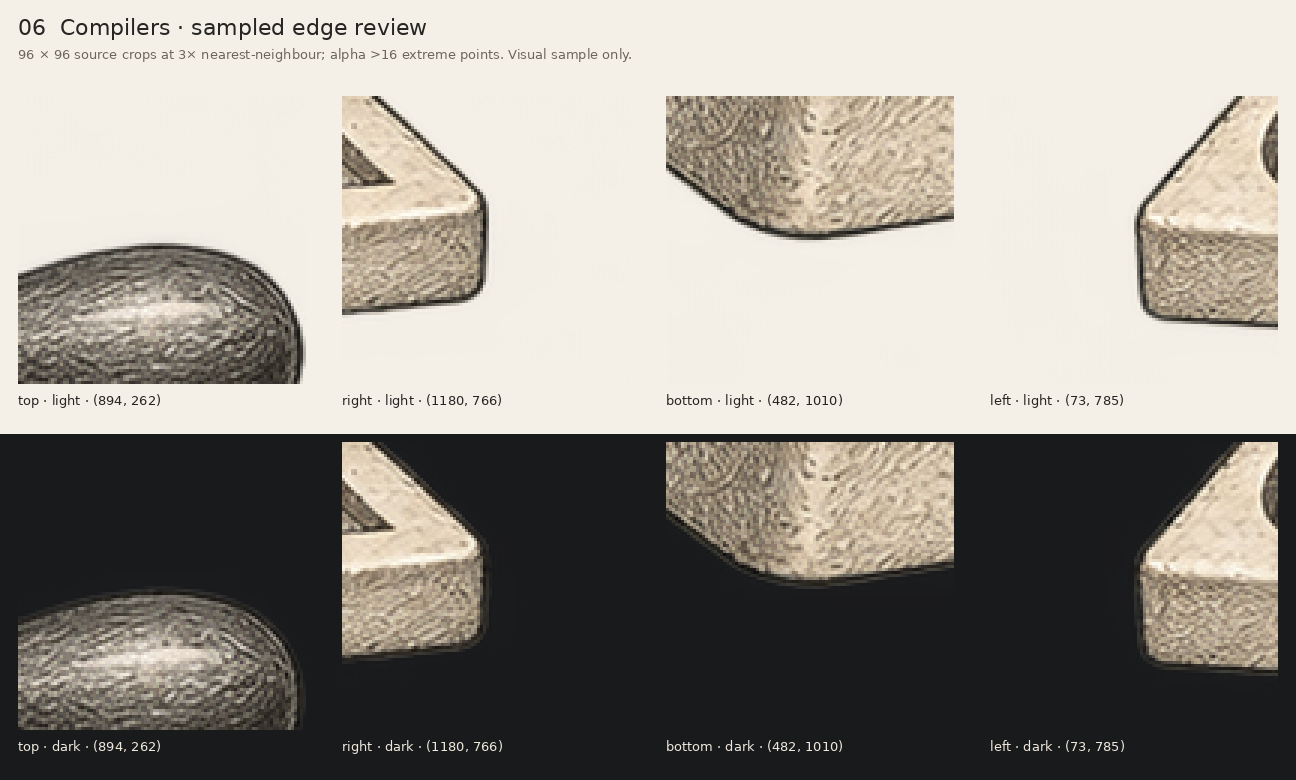 06 Compilers · sampled edge review
96 × 96 source crops at 3× nearest-neighbour; alpha >16 extreme points. Visual sample only.
top · light · (894, 262)
right · light · (1180, 766)
bottom · light · (482, 1010)
left · light · (73, 785)
top · dark · (894, 262)
right · dark · (1180, 766)
bottom · dark · (482, 1010)
left · dark · (73, 785)